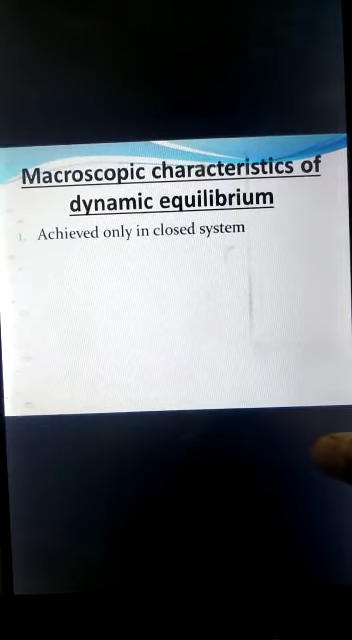 Macroscopic characteristics of
dynamic equilibrium
1. Achieved only in closed system